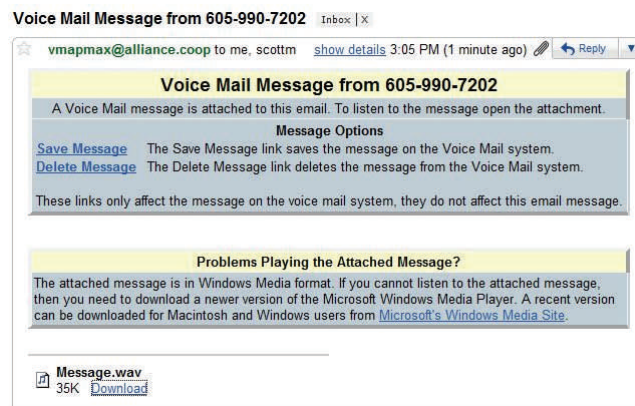 Voice Mail Message from 605-990-7202 Inbox | X
vmapmax@alliance.coop to me, scottm show details 3:05 PM (1 minute ago) Reply
Voice Mail Message from 605-990-7202
A Voice Mail message is attached to this email. To listen to the message open the attachment.
Message Options
Save Message The Save Message link saves the message on the Voice Mail system.
Delete Message The Delete Message link deletes the message from the Voice Mail system.
These links only affect the message on the voice mail system, they do not affect this email message.
Problems Playing the Attached Message?
The attached message is in Windows Media format. If you cannot listen to the attached message,
then you need to download a newer version of the Microsoft Windows Media Player. A recent version
can be downloaded for Macintosh and Windows users from Microsoft's Windows Media Site.
Message.wav
35K Download